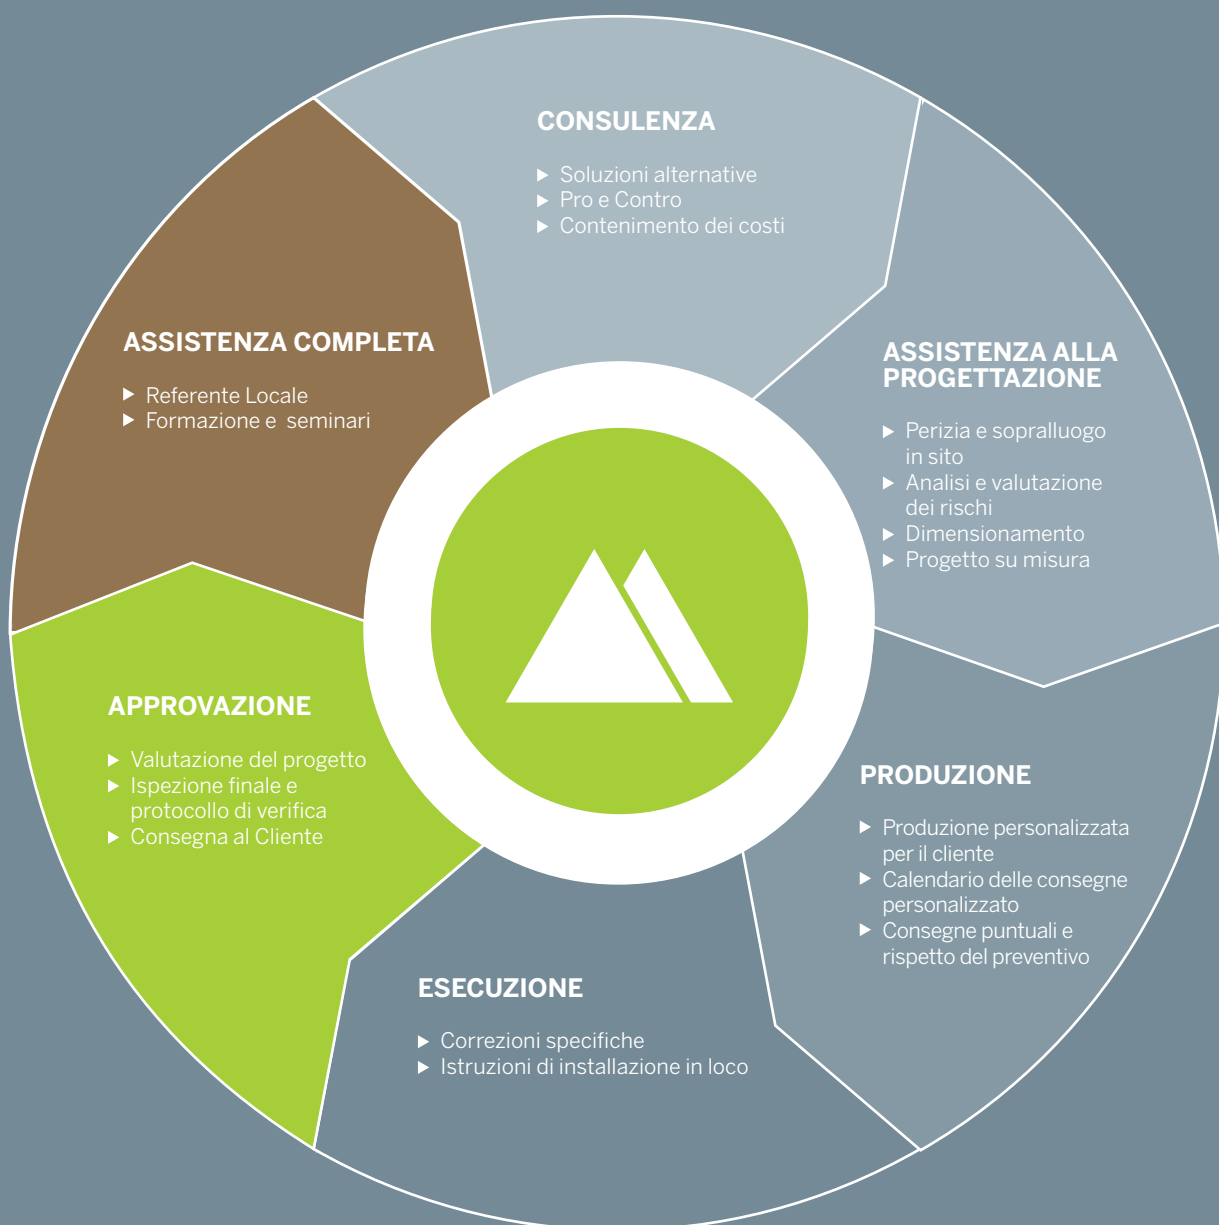 CONSULENZA
Soluzioni alternative
Pro e Contro
Contenimento dei costi
ASSISTENZA ALLA
PROGETTAZIONE
Perizia e sopralluogo
in sito
Analisi e valutazione
dei rischi
Dimensionamento
Progetto su misura
PRODUZIONE
Produzione personalizzata
per il cliente
Calendario delle consegne
personalizzato
Consegne puntuali e
rispetto del preventivo
ESECUZIONE
Correzioni specifiche
Istruzioni di installazione in loco
APPROVAZIONE
Valutazione del progetto
Ispezione finale e
protocollo di verifica
Consegna al Cliente
ASSISTENZA COMPLETA
Referente Locale
Formazione e  seminari